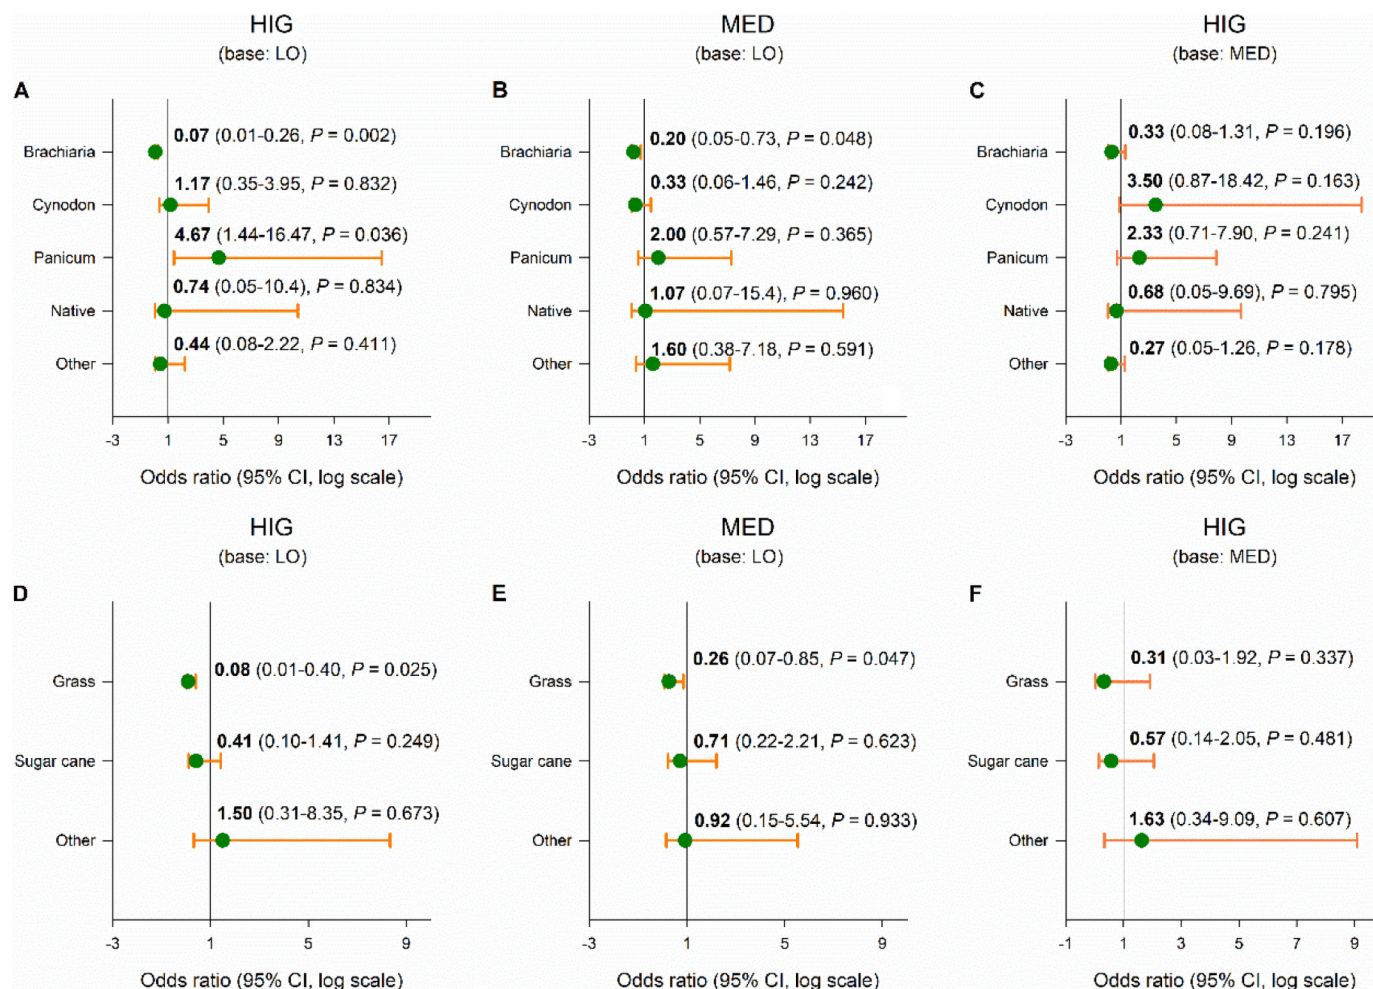 HIG
(base: LO)
A
Brachiaria
0.07 (0.01-0.26, P = 0.002)
Cynodon
1.17 (0.35-3.95, P = 0.832)
Panicum
4.67 (1.44-16.47, P = 0.036)
Native
0.74 (0.05-10.4), P = 0.834)
Other
0.44 (0.08-2.22, P = 0.411)
-3 1 5 9 13 17
Odds ratio (95% CI, log scale)
MED
(base: LO)
B
Brachiaria
0.20 (0.05-0.73, P = 0.048)
Cynodon
0.33 (0.06-1.46, P = 0.242)
Panicum
2.00 (0.57-7.29, P = 0.365)
Native
1.07 (0.07-15.4), P = 0.960)
Other
1.60 (0.38-7.18, P = 0.591)
-3 1 5 9 13 17
Odds ratio (95% CI, log scale)
HIG
(base: MED)
C
Brachiaria
0.33 (0.08-1.31, P = 0.196)
Cynodon
3.50 (0.87-18.42, P = 0.163)
Panicum
2.33 (0.71-7.90, P = 0.241)
Native
0.68 (0.05-9.69), P = 0.795)
Other
0.27 (0.05-1.26, P = 0.178)
-3 1 5 9 13 17
Odds ratio (95% CI, log scale)
HIG
(base: LO)
D
Grass
0.08 (0.01-0.40, P = 0.025)
Sugar cane
0.41 (0.10-1.41, P = 0.249)
Other
1.50 (0.31-8.35, P = 0.673)
-3 1 5 9
Odds ratio (95% CI, log scale)
MED
(base: LO)
E
Grass
0.26 (0.07-0.85, P = 0.047)
Sugar cane
0.71 (0.22-2.21, P = 0.623)
Other
0.92 (0.15-5.54, P = 0.933)
-3 1 5 9
Odds ratio (95% CI, log scale)
HIG
(base: MED)
F
Grass
0.31 (0.03-1.92, P = 0.337)
Sugar cane
0.57 (0.14-2.05, P = 0.481)
Other
1.63 (0.34-9.09, P = 0.607)
-1 1 3 5 7 9
Odds ratio (95% CI, log scale)